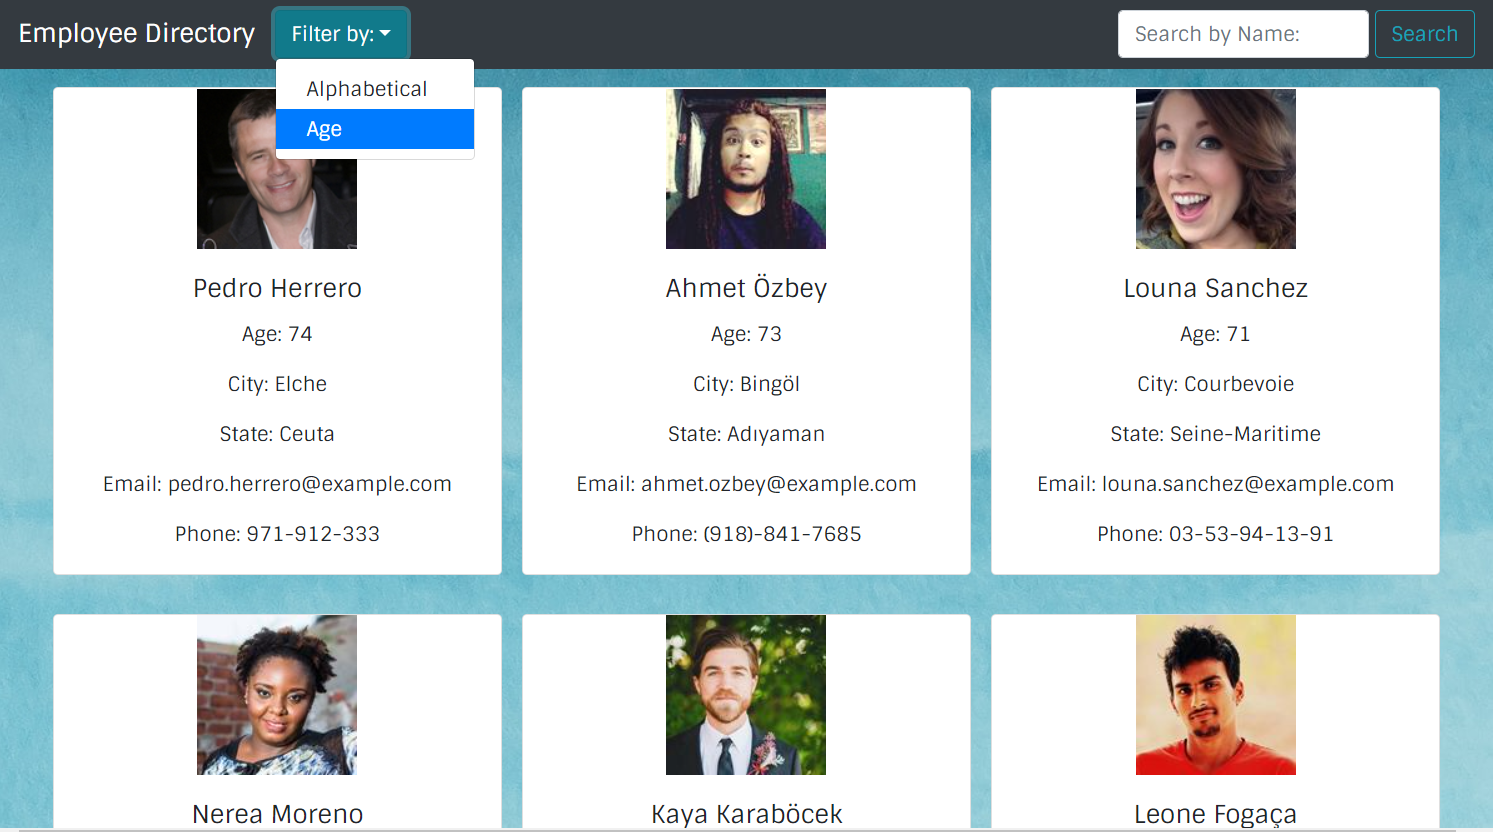 Employee Directory
Filter by:
Search by Name:
Search
Alphabetical
Age
Pedro Herrero
Age: 74
City: Elche
State: Ceuta
Email: pedro.herrero@example.com
Phone: 971-912-333
Ahmet Özbey
Age: 73
City: Bingöl
State: Adıyaman
Email: ahmet.ozbey@example.com
Phone: (918)-841-7685
Louna Sanchez
Age: 71
City: Courbevoie
State: Seine-Maritime
Email: louna.sanchez@example.com
Phone: 03-53-94-13-91
Nerea Moreno
Kaya Karaböcek
Leone Fogaça